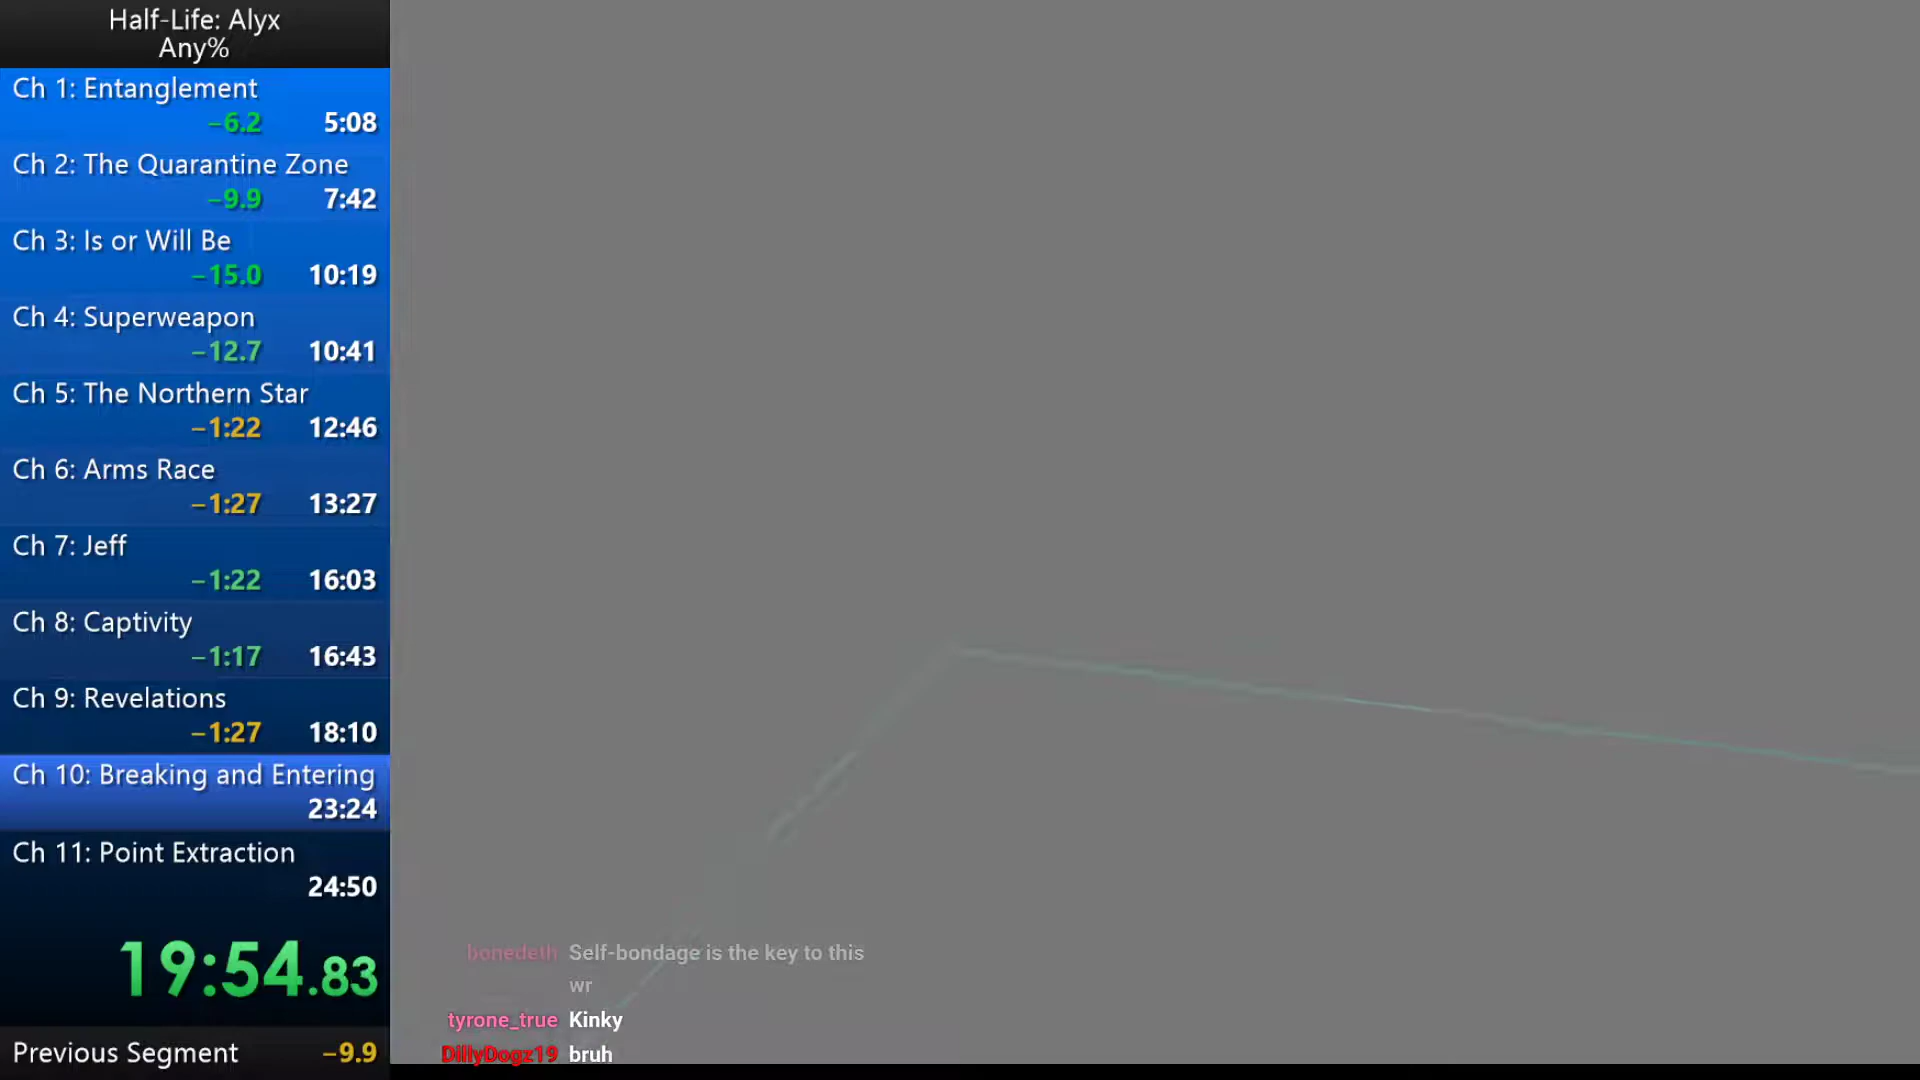 Half-Life: Alyx
Any%
Ch 1: Entanglement
−6.2 5:08
Ch 2: The Quarantine Zone
−9.9 7:42
Ch 3: Is or Will Be
−15.0 10:19
Ch 4: Superweapon
−12.7 10:41
Ch 5: The Northern Star
−1:22 12:46
Ch 6: Arms Race
−1:27 13:27
Ch 7: Jeff
−1:22 16:03
Ch 8: Captivity
−1:17 16:43
Ch 9: Revelations
−1:27 18:10
Ch 10: Breaking and Entering
23:24
Ch 11: Point Extraction
24:50
19:54.83
Previous Segment −9.9
bonedeth Self-bondage is the key to this
wr
tyrone_true Kinky
DillyDogz19 bruh